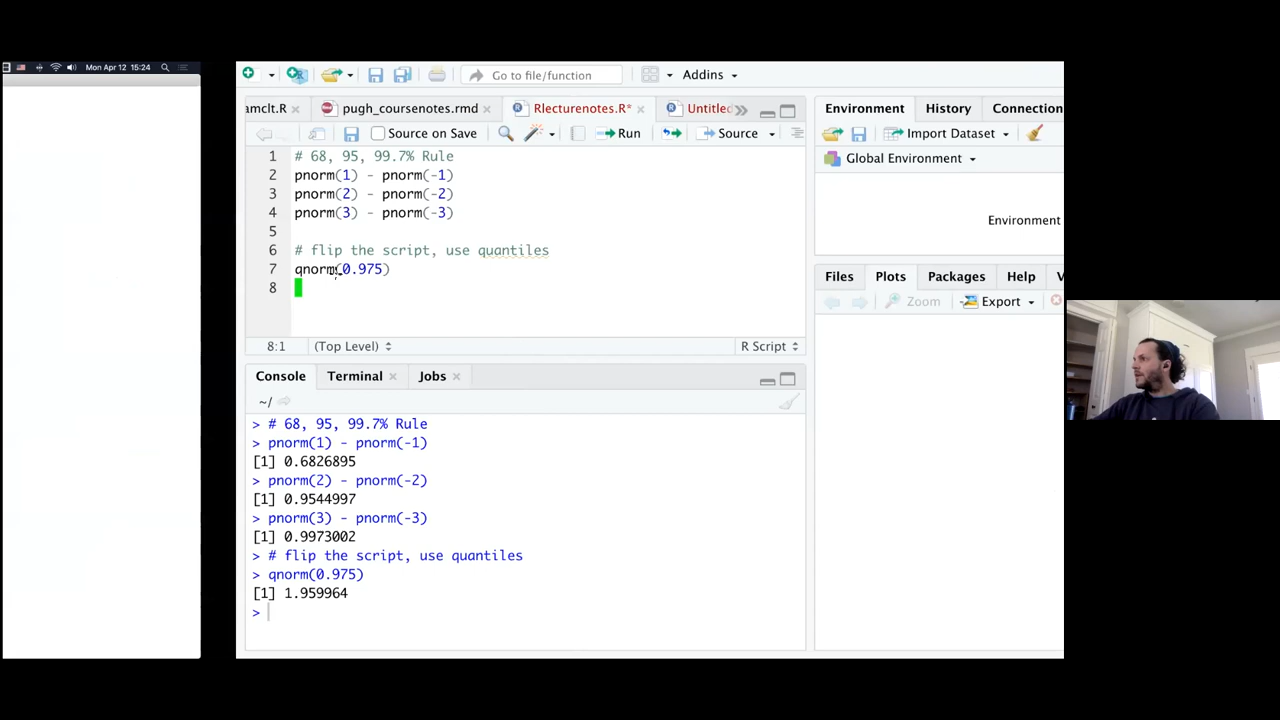 Mon Apr 12 15:24
Go to file/function
Addins
amclt.R
pugh_coursenotes.rmd
Rlecturenotes.R*
Untitled
Source on Save
Run
Source
1 # 68, 95, 99.7% Rule
2 pnorm(1) - pnorm(-1)
3 pnorm(2) - pnorm(-2)
4 pnorm(3) - pnorm(-3)
5
6 # flip the script, use quantiles
7 qnorm(0.975)
8
8:1 (Top Level) R Script
Console Terminal Jobs
~/
> # 68, 95, 99.7% Rule
> pnorm(1) - pnorm(-1)
[1] 0.6826895
> pnorm(2) - pnorm(-2)
[1] 0.9544997
> pnorm(3) - pnorm(-3)
[1] 0.9973002
> # flip the script, use quantiles
> qnorm(0.975)
[1] 1.959964
>
Environment History Connection
Import Dataset
Global Environment
Environment
Files Plots Packages Help V
Zoom Export